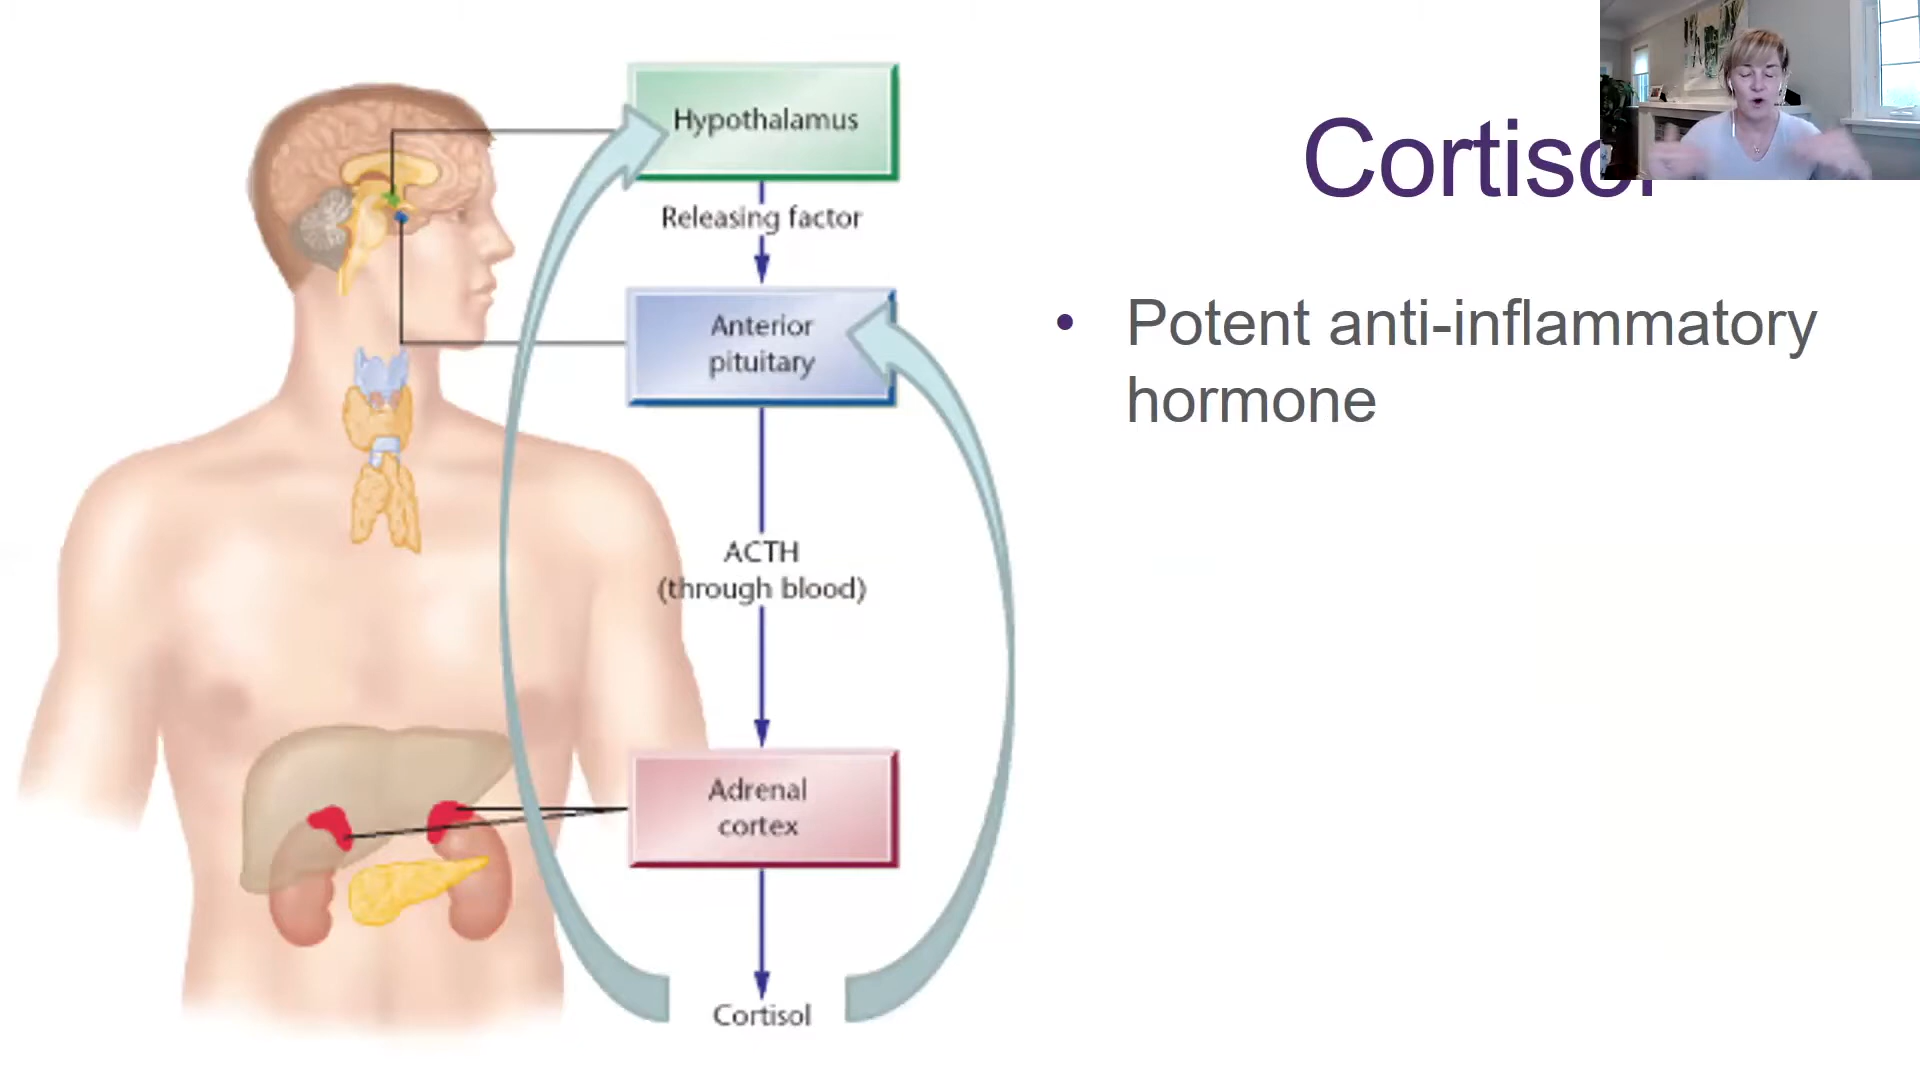 Hypothalamus
Releasing factor
Anterior
pituitary
ACTH
(through blood)
Adrenal
cortex
Cortisol
Cortisol
• Potent anti-inflammatory
hormone